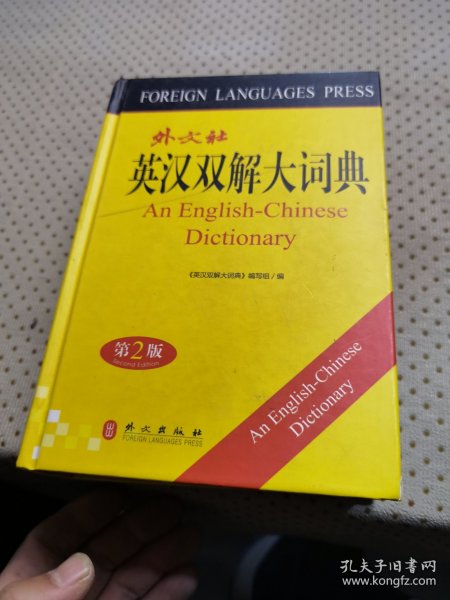 FOREIGN LANGUAGES PRESS
外文社
英汉双解大词典
An English-Chinese
Dictionary
《英汉双解大词典》编写组/编
第2版
Second Edition
An English-Chinese
Dictionary
外文出版社
FOREIGN LANGUAGES PRESS
孔夫子旧书网
www.kongfz.com